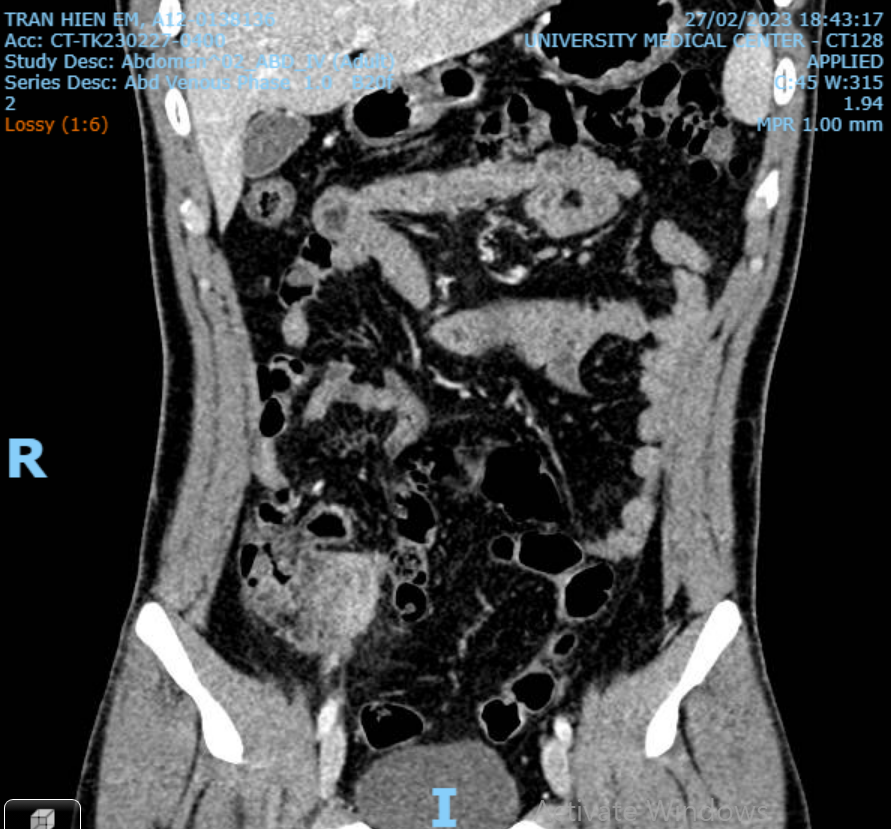 TRAN HIEN EM, A12
Acc: CT-TK230227-0400
Study Desc: Abdomen^02_ABD_IV (Adult)
Series Desc: Abd Venous Phase 1.0
2
Lossy (1:6)
27/02/2023 18:43:17
UNIVERSITY MEDICAL CENTER - CT128
APPLIED
C:45 W:315
1.94
MPR 1.00 mm
R
I
Activate Windows